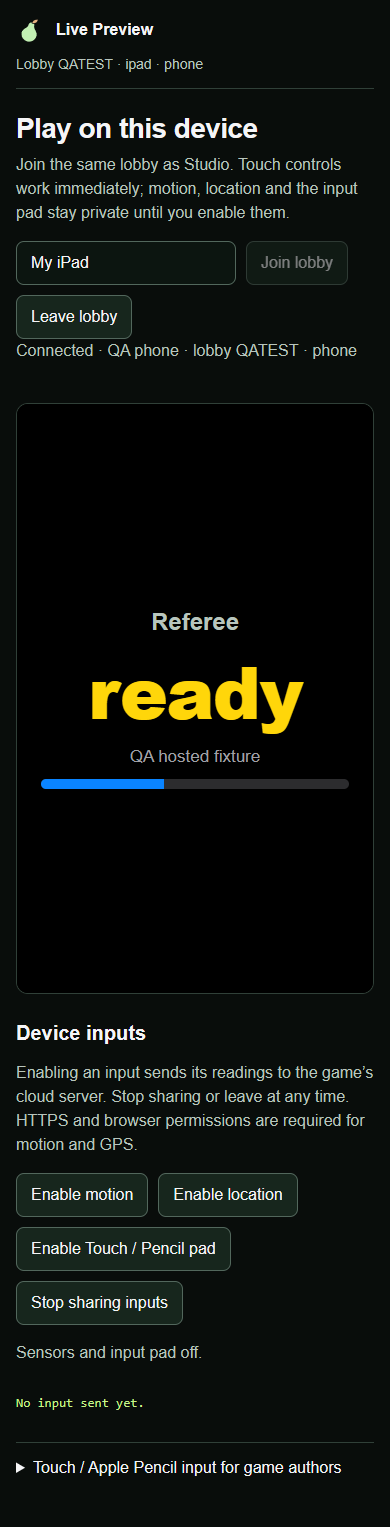 Live Preview
Lobby QATEST · ipad · phone
Play on this device
Join the same lobby as Studio. Touch controls
work immediately; motion, location and the input
pad stay private until you enable them.
My iPad
Join lobby
Leave lobby
Connected · QA phone · lobby QATEST · phone
Referee
ready
QA hosted fixture
Device inputs
Enabling an input sends its readings to the game’s
cloud server. Stop sharing or leave at any time.
HTTPS and browser permissions are required for
motion and GPS.
Enable motion
Enable location
Enable Touch / Pencil pad
Stop sharing inputs
Sensors and input pad off.
No input sent yet.
Touch / Apple Pencil input for game authors